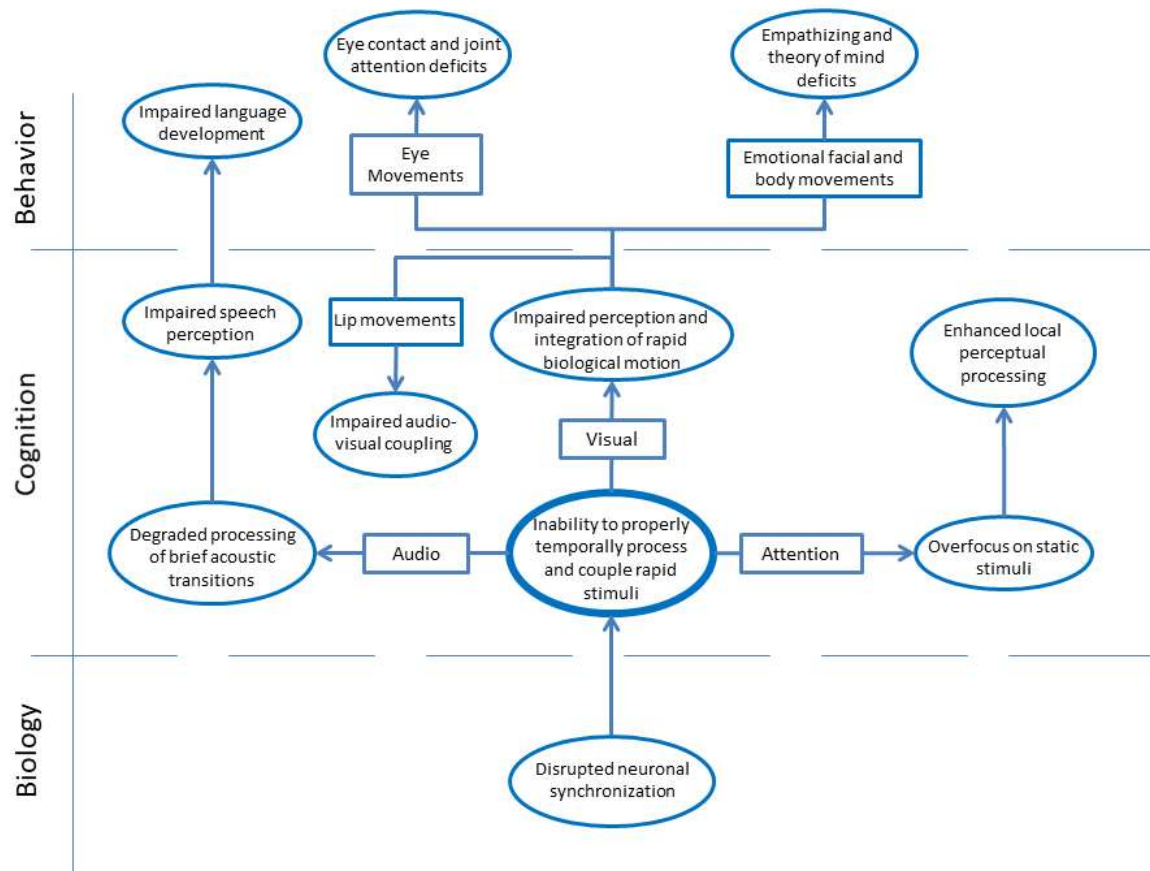 Eye contact and joint
attention deficits
Empathizing and
theory of mind
deficits
Impaired language
development
Behavior
Eye
Movements
Emotional facial and
body movements
Impaired speech
perception
Lip movements
Impaired perception and
integration of rapid
biological motion
Enhanced local
perceptual
processing
Cognition
Impaired audio-
visual coupling
Visual
Degraded processing
of brief acoustic
transitions
Audio
Inability to properly
temporally process
and couple rapid
stimuli
Attention
Overfocus on static
stimuli
Biology
Disrupted neuronal
synchronization